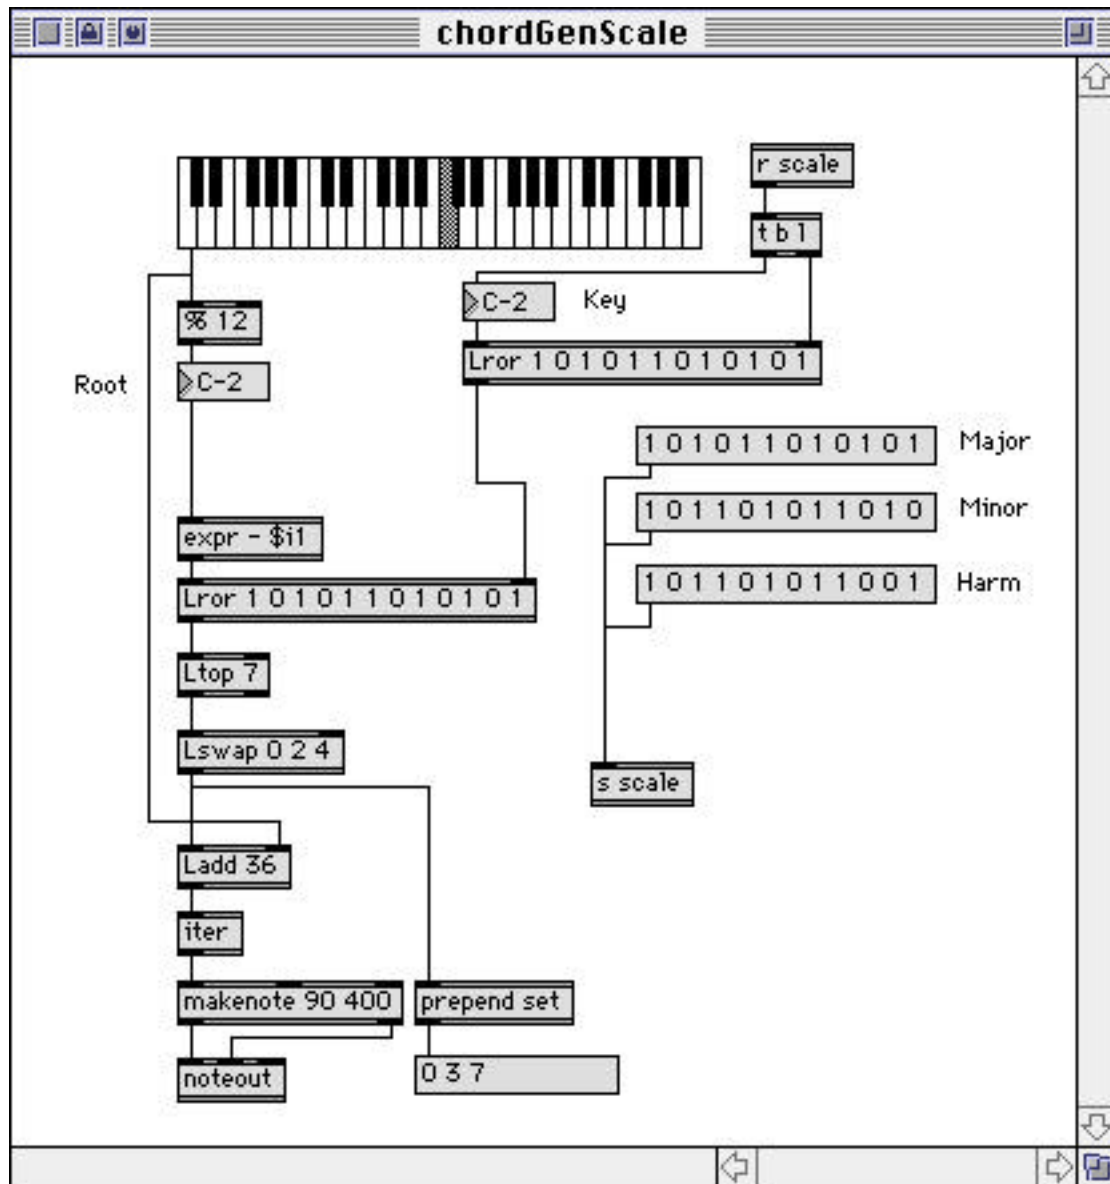 chordGenScale
r scale
t b l
% 12
C-2
Key
Lror 1 0 1 0 1 1 0 1 0 1 0 1
Root
C-2
1 0 1 0 1 1 0 1 0 1 0 1
Major
1 0 1 1 0 1 0 1 1 0 1 0
Minor
expr - $i1
Lror 1 0 1 0 1 1 0 1 0 1 0 1
1 0 1 1 0 1 0 1 1 0 0 1
Harm
Ltop 7
Lswap 0 2 4
s scale
Ladd 36
iter
makenote 90 400
prepend set
noteout
0 3 7